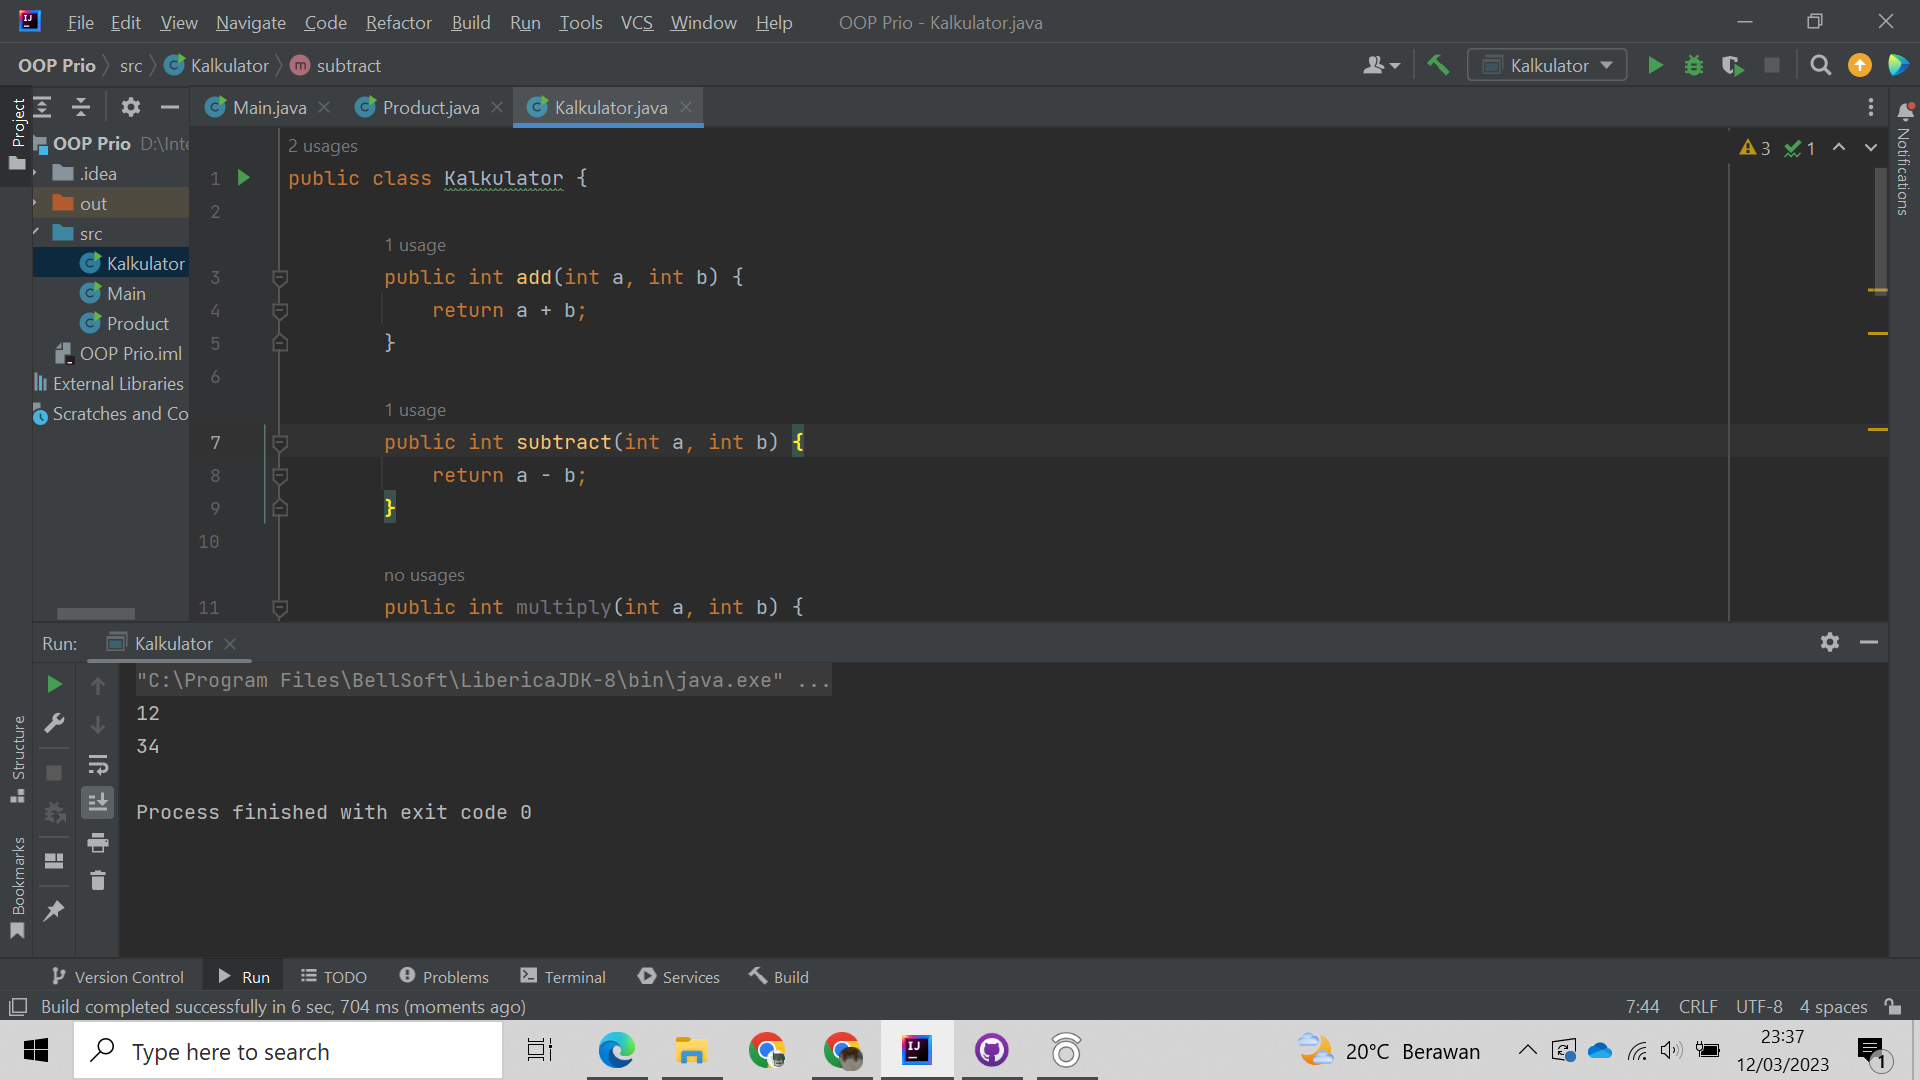 File Edit View Navigate Code Refactor Build Run Tools VCS Window Help OOP Prio - Kalkulator.java
OOP Prio src Kalkulator m subtract Kalkulator
Project
Main.java Product.java Kalkulator.java
Notifications
OOP Prio D:\Inte
.idea
out
src
Kalkulator
Main
Product
OOP Prio.iml
External Libraries
Scratches and Co
3 1
2 usages
1 public class Kalkulator {
2
1 usage
3 public int add(int a, int b) {
4 return a + b;
5 }
6
1 usage
7 public int subtract(int a, int b) {
8 return a - b;
9 }
10
no usages
11 public int multiply(int a, int b) {
Run: Kalkulator
"C:\Program Files\BellSoft\LibericaJDK-8\bin\java.exe" ...
12
34
Process finished with exit code 0
Structure
Bookmarks
Version Control Run TODO Problems Terminal Services Build
Build completed successfully in 6 sec, 704 ms (moments ago) 7:44 CRLF UTF-8 4 spaces
Type here to search
20°C Berawan
23:37
12/03/2023
1